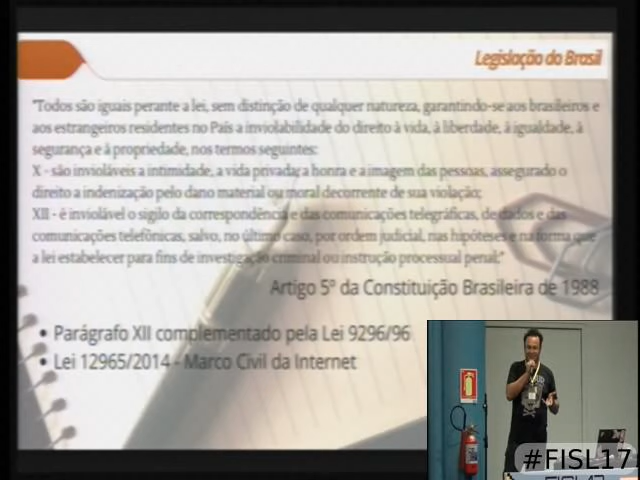 Legislação do Brasil
"Todos são iguais perante a lei, sem distinção de qualquer natureza, garantindo-se aos brasileiros e
aos estrangeiros residentes no País a inviolabilidade do direito à vida, à liberdade, à igualdade, à
segurança e à propriedade, nos termos seguintes:
X - são invioláveis a intimidade, a vida privada, a honra e a imagem das pessoas, assegurado o
direito a indenização pelo dano material ou moral decorrente de sua violação;
XII - é inviolável o sigilo da correspondência e das comunicações telegráficas, de dados e das
comunicações telefônicas, salvo, no último caso, por ordem judicial, nas hipóteses e na forma que
a lei estabelecer para fins de investigação criminal ou instrução processual penal;"
Artigo 5º da Constituição Brasileira de 1988
• Parágrafo XII complementado pela Lei 9296/96
• Lei 12965/2014 - Marco Civil da Internet
#FISL17
FISL17